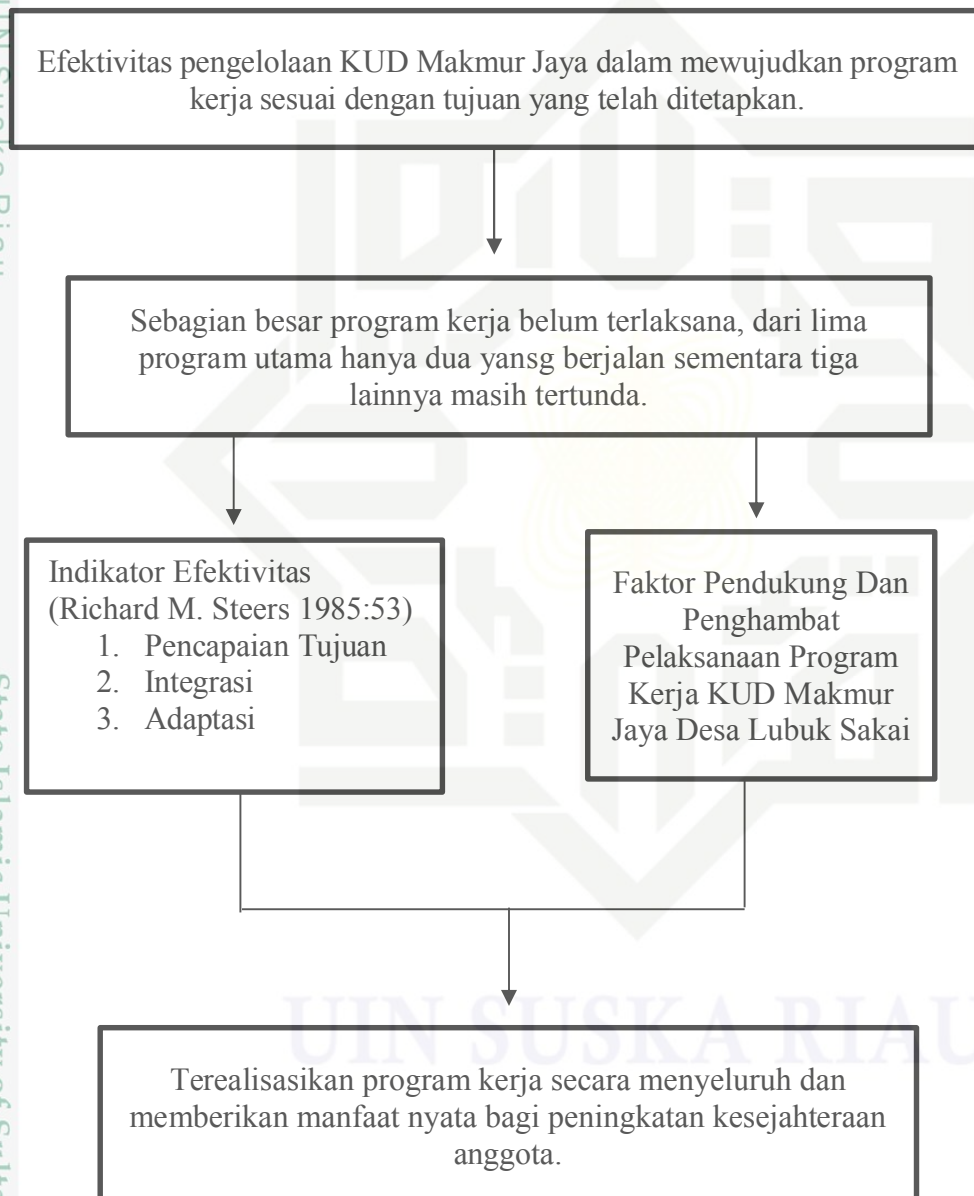 Efektivitas pengelolaan KUD Makmur Jaya dalam mewujudkan program
kerja sesuai dengan tujuan yang telah ditetapkan.
Sebagian besar program kerja belum terlaksana, dari lima
program utama hanya dua yansg berjalan sementara tiga
lainnya masih tertunda.
Indikator Efektivitas
(Richard M. Steers 1985:53)
1. Pencapaian Tujuan
2. Integrasi
3. Adaptasi
Faktor Pendukung Dan
Penghambat
Pelaksanaan Program
Kerja KUD Makmur
Jaya Desa Lubuk Sakai
Terealisasikan program kerja secara menyeluruh dan
memberikan manfaat nyata bagi peningkatan kesejahteraan
anggota.
UIN SUSKA RIAU